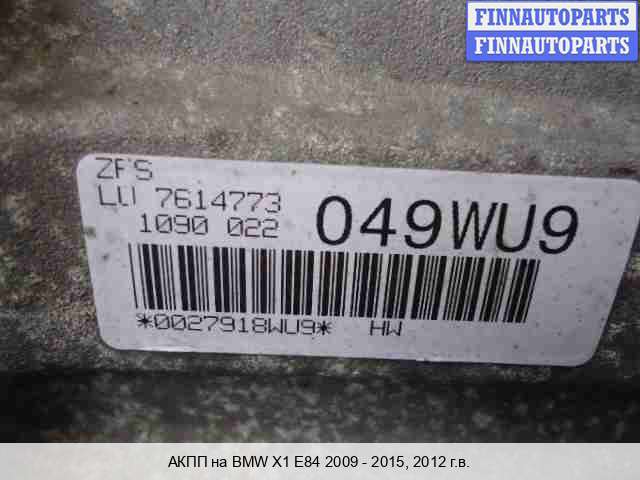 FINNAUTOPARTS
FINNAUTOPARTS
ZFS
LU 7614773
1090 022
049WU9
*0027918WU9* HW
АКПП на BMW X1 E84 2009 - 2015, 2012 г.в.